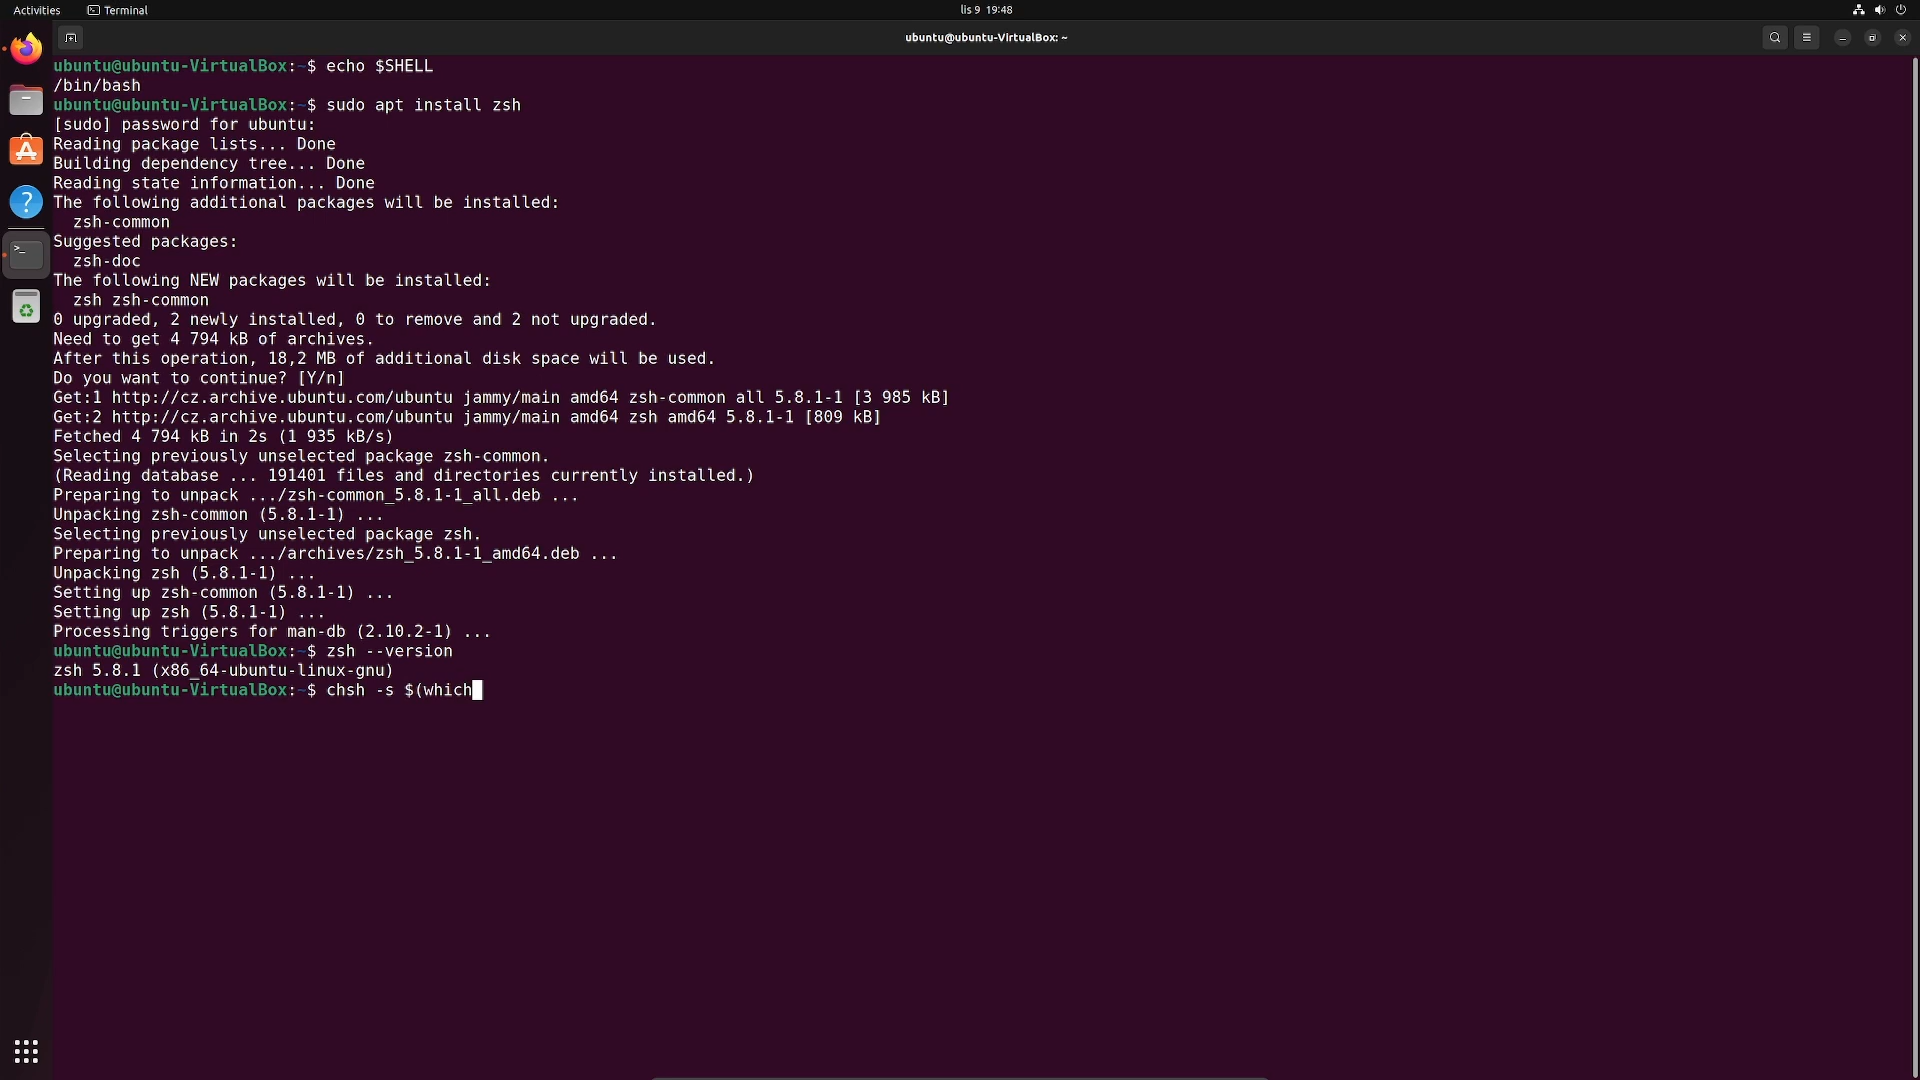 Activities
Terminal
lis 9 19:48
ubuntu@ubuntu-VirtualBox: ~
ubuntu@ubuntu-VirtualBox:~$ echo $SHELL
/bin/bash
ubuntu@ubuntu-VirtualBox:~$ sudo apt install zsh
[sudo] password for ubuntu:
Reading package lists... Done
Building dependency tree... Done
Reading state information... Done
The following additional packages will be installed:
  zsh-common
Suggested packages:
  zsh-doc
The following NEW packages will be installed:
  zsh zsh-common
0 upgraded, 2 newly installed, 0 to remove and 2 not upgraded.
Need to get 4 794 kB of archives.
After this operation, 18,2 MB of additional disk space will be used.
Do you want to continue? [Y/n]
Get:1 http://cz.archive.ubuntu.com/ubuntu jammy/main amd64 zsh-common all 5.8.1-1 [3 985 kB]
Get:2 http://cz.archive.ubuntu.com/ubuntu jammy/main amd64 zsh amd64 5.8.1-1 [809 kB]
Fetched 4 794 kB in 2s (1 935 kB/s)
Selecting previously unselected package zsh-common.
(Reading database ... 191401 files and directories currently installed.)
Preparing to unpack .../zsh-common_5.8.1-1_all.deb ...
Unpacking zsh-common (5.8.1-1) ...
Selecting previously unselected package zsh.
Preparing to unpack .../archives/zsh_5.8.1-1_amd64.deb ...
Unpacking zsh (5.8.1-1) ...
Setting up zsh-common (5.8.1-1) ...
Setting up zsh (5.8.1-1) ...
Processing triggers for man-db (2.10.2-1) ...
ubuntu@ubuntu-VirtualBox:~$ zsh --version
zsh 5.8.1 (x86_64-ubuntu-linux-gnu)
ubuntu@ubuntu-VirtualBox:~$ chsh -s $(which